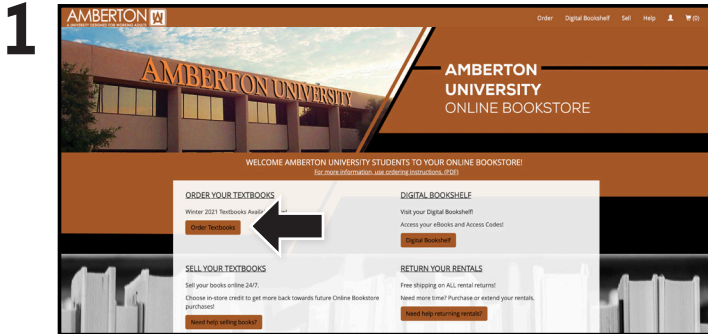 1
AMBERTON
A UNIVERSITY DESIGNED FOR WORKING ADULTS
Order Digital Bookshelf Sell Help (0)
AMBERTON UNIVERSITY
AMBERTON
UNIVERSITY
ONLINE BOOKSTORE
WELCOME AMBERTON UNIVERSITY STUDENTS TO YOUR ONLINE BOOKSTORE!
For more information, use ordering instructions. (PDF)
ORDER YOUR TEXTBOOKS
Winter 2021 Textbooks
Order Textbooks
DIGITAL BOOKSHELF
Visit your Digital Bookshelf!
Access your eBooks and Access Codes!
Digital Bookshelf
SELL YOUR TEXTBOOKS
Sell your books online 24/7.
Choose in-store credit to get more back towards future Online Bookstore
purchases!
Need help selling books?
RETURN YOUR RENTALS
Free shipping on ALL rental returns!
Need more time? Purchase or extend your rentals.
Need help returning rentals?